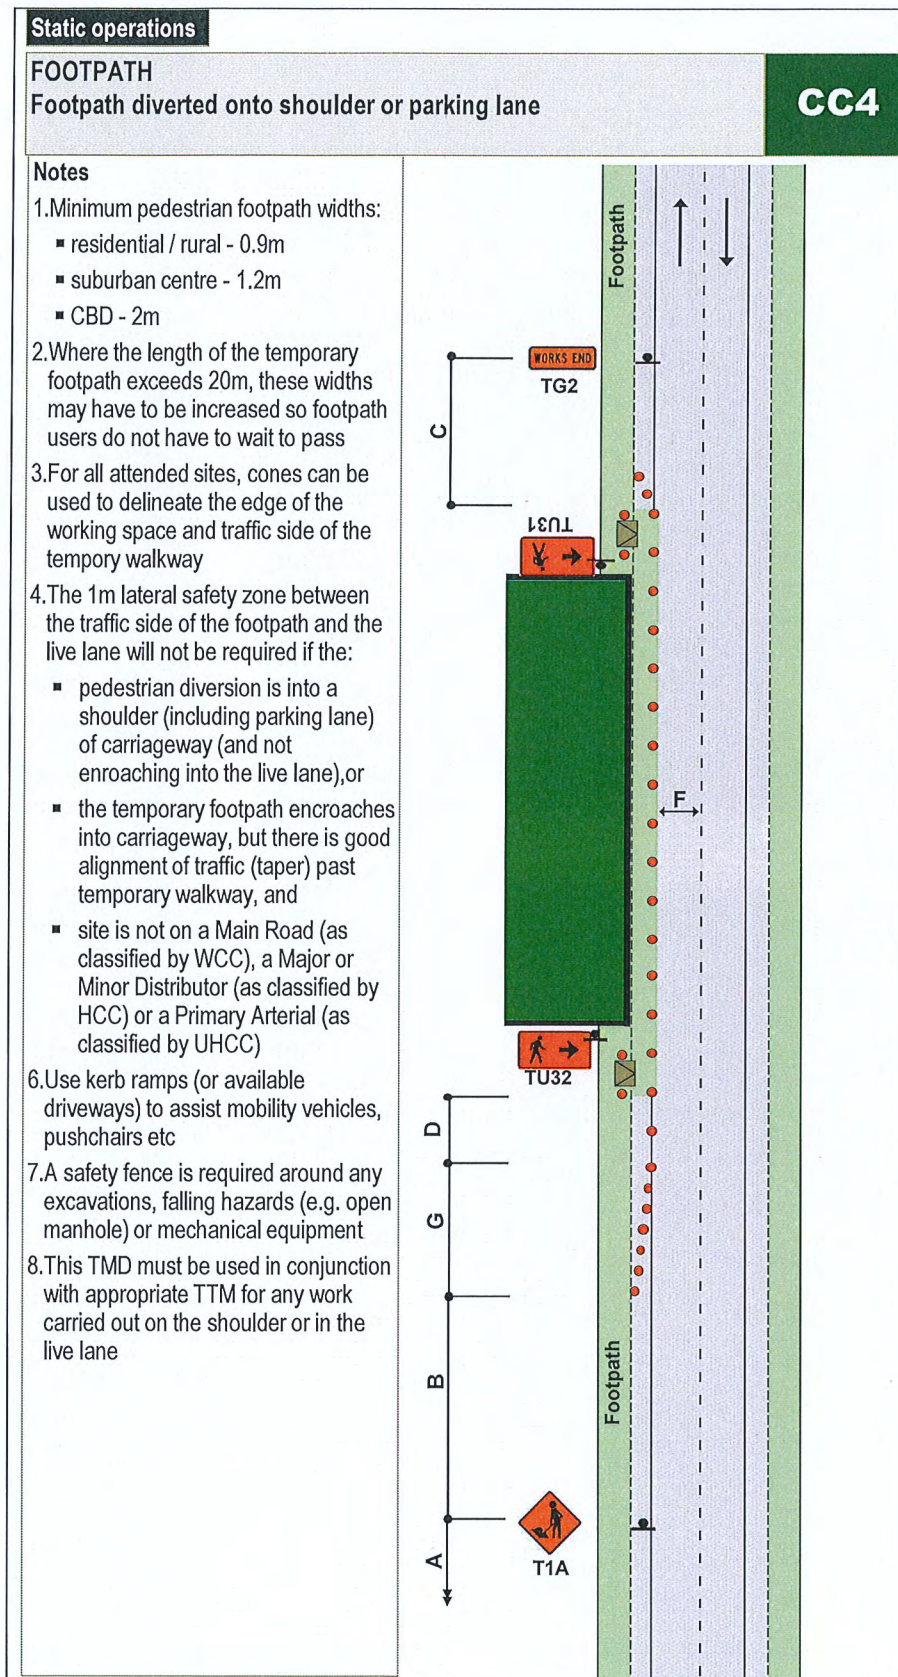 Static operations
FOOTPATH
Footpath diverted onto shoulder or parking lane
CC4
Notes
1.Minimum pedestrian footpath widths:
▪ residential / rural - 0.9m
▪ suburban centre - 1.2m
▪ CBD - 2m
2.Where the length of the temporary
footpath exceeds 20m, these widths
may have to be increased so footpath
users do not have to wait to pass
3.For all attended sites, cones can be
used to delineate the edge of the
working space and traffic side of the
tempory walkway
4.The 1m lateral safety zone between
the traffic side of the footpath and the
live lane will not be required if the:
▪ pedestrian diversion is into a
shoulder (including parking lane)
of carriageway (and not
enroaching into the live lane),or
▪ the temporary footpath encroaches
into carriageway, but there is good
alignment of traffic (taper) past
temporary walkway, and
▪ site is not on a Main Road (as
classified by WCC), a Major or
Minor Distributor (as classified by
HCC) or a Primary Arterial (as
classified by UHCC)
6.Use kerb ramps (or available
driveways) to assist mobility vehicles,
pushchairs etc
7.A safety fence is required around any
excavations, falling hazards (e.g. open
manhole) or mechanical equipment
8.This TMD must be used in conjunction
with appropriate TTM for any work
carried out on the shoulder or in the
live lane
Footpath
WORKS END
TG2
C
TU31
F
TU32
D
G
B
Footpath
A
T1A